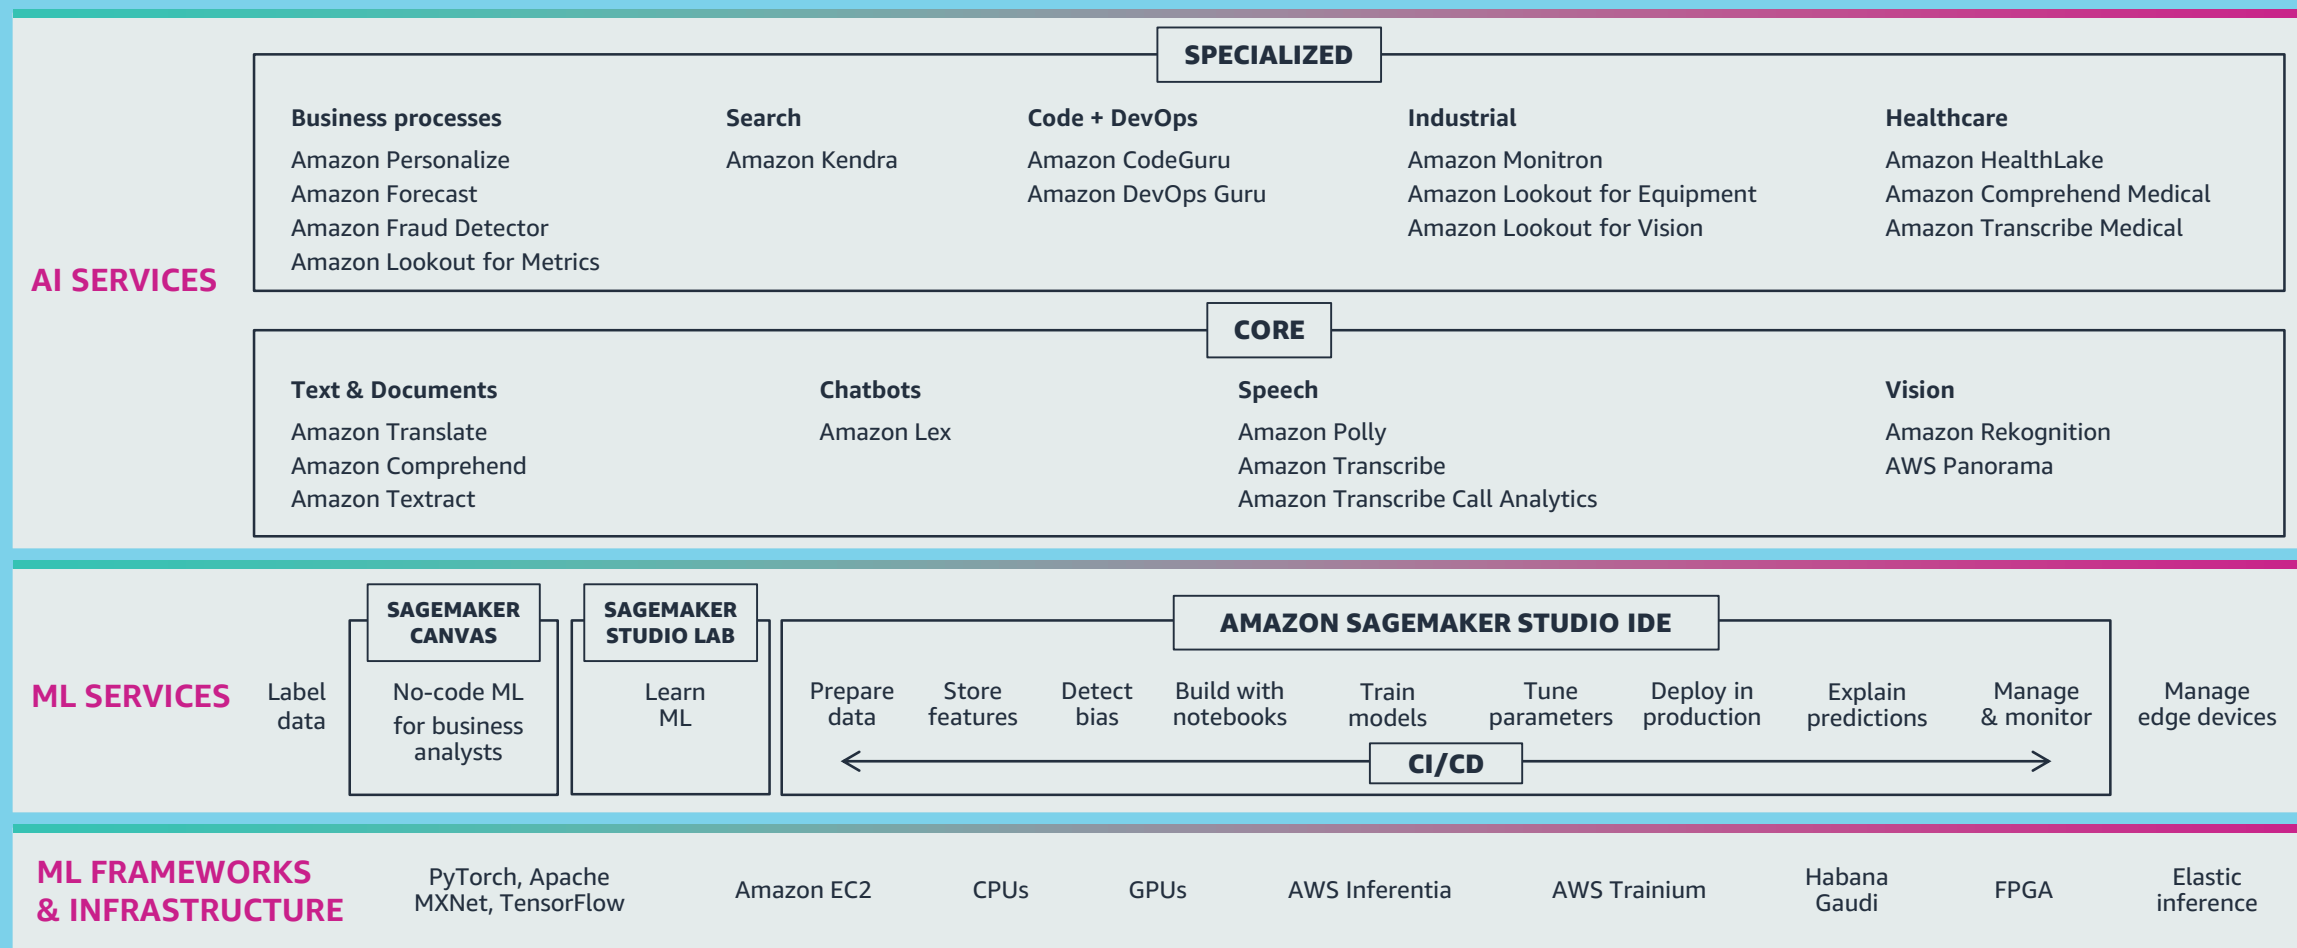 SPECIALIZED
Business processes
Amazon Personalize
Amazon Forecast
Amazon Fraud Detector
Amazon Lookout for Metrics
Search
Amazon Kendra
Code + DevOps
Amazon CodeGuru
Amazon DevOps Guru
Industrial
Amazon Monitron
Amazon Lookout for Equipment
Amazon Lookout for Vision
Healthcare
Amazon HealthLake
Amazon Comprehend Medical
Amazon Transcribe Medical
AI SERVICES
CORE
Text & Documents
Amazon Translate
Amazon Comprehend
Amazon Textract
Chatbots
Amazon Lex
Speech
Amazon Polly
Amazon Transcribe
Amazon Transcribe Call Analytics
Vision
Amazon Rekognition
AWS Panorama
ML SERVICES
Label
data
SAGEMAKER
CANVAS
No-code ML
for business
analysts
SAGEMAKER
STUDIO LAB
Learn
ML
AMAZON SAGEMAKER STUDIO IDE
Prepare
data
Store
features
Detect
bias
Build with
notebooks
Train
models
Tune
parameters
Deploy in
production
Explain
predictions
Manage
& monitor
CI/CD
Manage
edge devices
ML FRAMEWORKS
& INFRASTRUCTURE
PyTorch, Apache
MXNet, TensorFlow
Amazon EC2
CPUs
GPUs
AWS Inferentia
AWS Trainium
Habana
Gaudi
FPGA
Elastic
inference